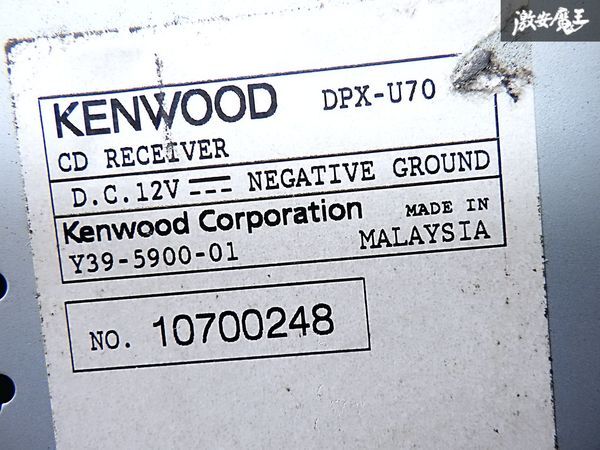 激安魔王
KENWOOD DPX-U70
CD RECEIVER
D.C.12V NEGATIVE GROUND
Kenwood Corporation MADE IN
Y39-5900-01 MALAYSIA
NO. 10700248